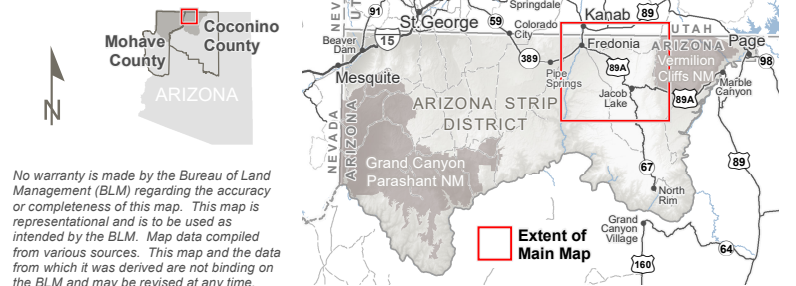 Mohave
County
Coconino
County
ARIZONA
N
No warranty is made by the Bureau of Land
Management (BLM) regarding the accuracy
or completeness of this map. This map is
representational and is to be used as
intended by the BLM. Map data compiled
from various sources. This map and the data
from which it was derived are not binding on
the BLM and may be revised at any time.
NEV
UT
91
St.George
59
Springdale
Colorado
City
Kanab
89
UTAH
Beaver
Dam
15
Fredonia
ARIZONA
Page
389
Vermilion
Cliffs NM
98
Mesquite
Pipe
Springs
89A
Marble
Canyon
Jacob
Lake
89A
NEVADA
ARIZONA
ARIZONA STRIP
DISTRICT
Grand Canyon
Parashant NM
67
89
North
Rim
Extent of
Main Map
Grand
Canyon
Village
64
160